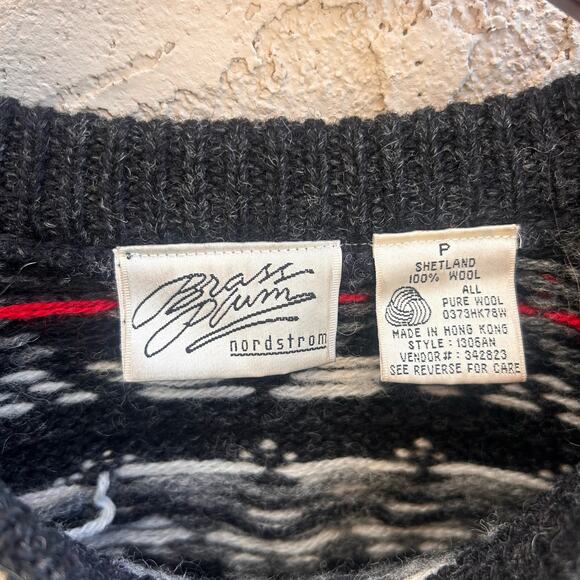 Brass
Plum
nordstrom
P
SHETLAND
100% WOOL
ALL
PURE WOOL
0373HK78W
MADE IN HONG KONG
STYLE : 1306AN
VENDOR# : 342823
SEE REVERSE FOR CARE